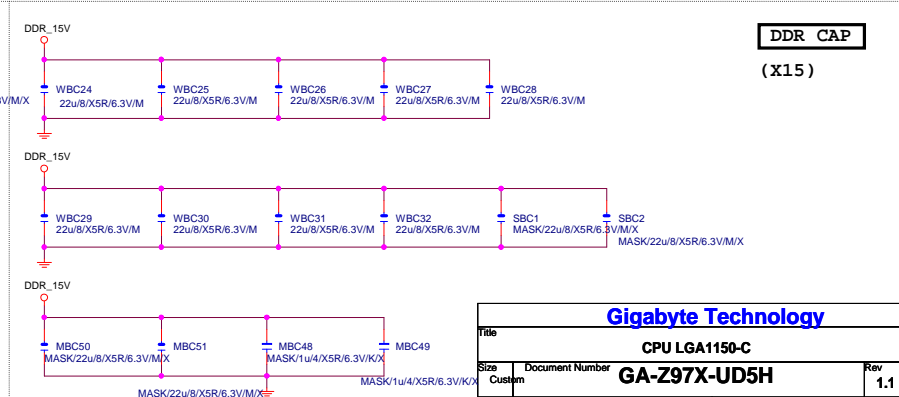 DDR_15V
DDR CAP
(X15)
V/M/X
WBC24
22u/8/X5R/6.3V/M
WBC25
22u/8/X5R/6.3V/M
WBC26
22u/8/X5R/6.3V/M
WBC27
22u/8/X5R/6.3V/M
WBC28
22u/8/X5R/6.3V/M
DDR_15V
WBC29
22u/8/X5R/6.3V/M
WBC30
22u/8/X5R/6.3V/M
WBC31
22u/8/X5R/6.3V/M
WBC32
22u/8/X5R/6.3V/M
SBC1
MASK/22u/8/X5R/6.3V/M/X
SBC2
MASK/22u/8/X5R/6.3V/M/X
DDR_15V
MBC50
MASK/22u/8/X5R/6.3V/M/X
MBC51
MASK/22u/8/X5R/6.3V/M/X
MBC48
MASK/1u/4/X5R/6.3V/K/X
MBC49
MASK/1u/4/X5R/6.3V/K/X
Gigabyte Technology
Title
CPU LGA1150-C
Size
Custom
Document Number
GA-Z97X-UD5H
Rev
1.1